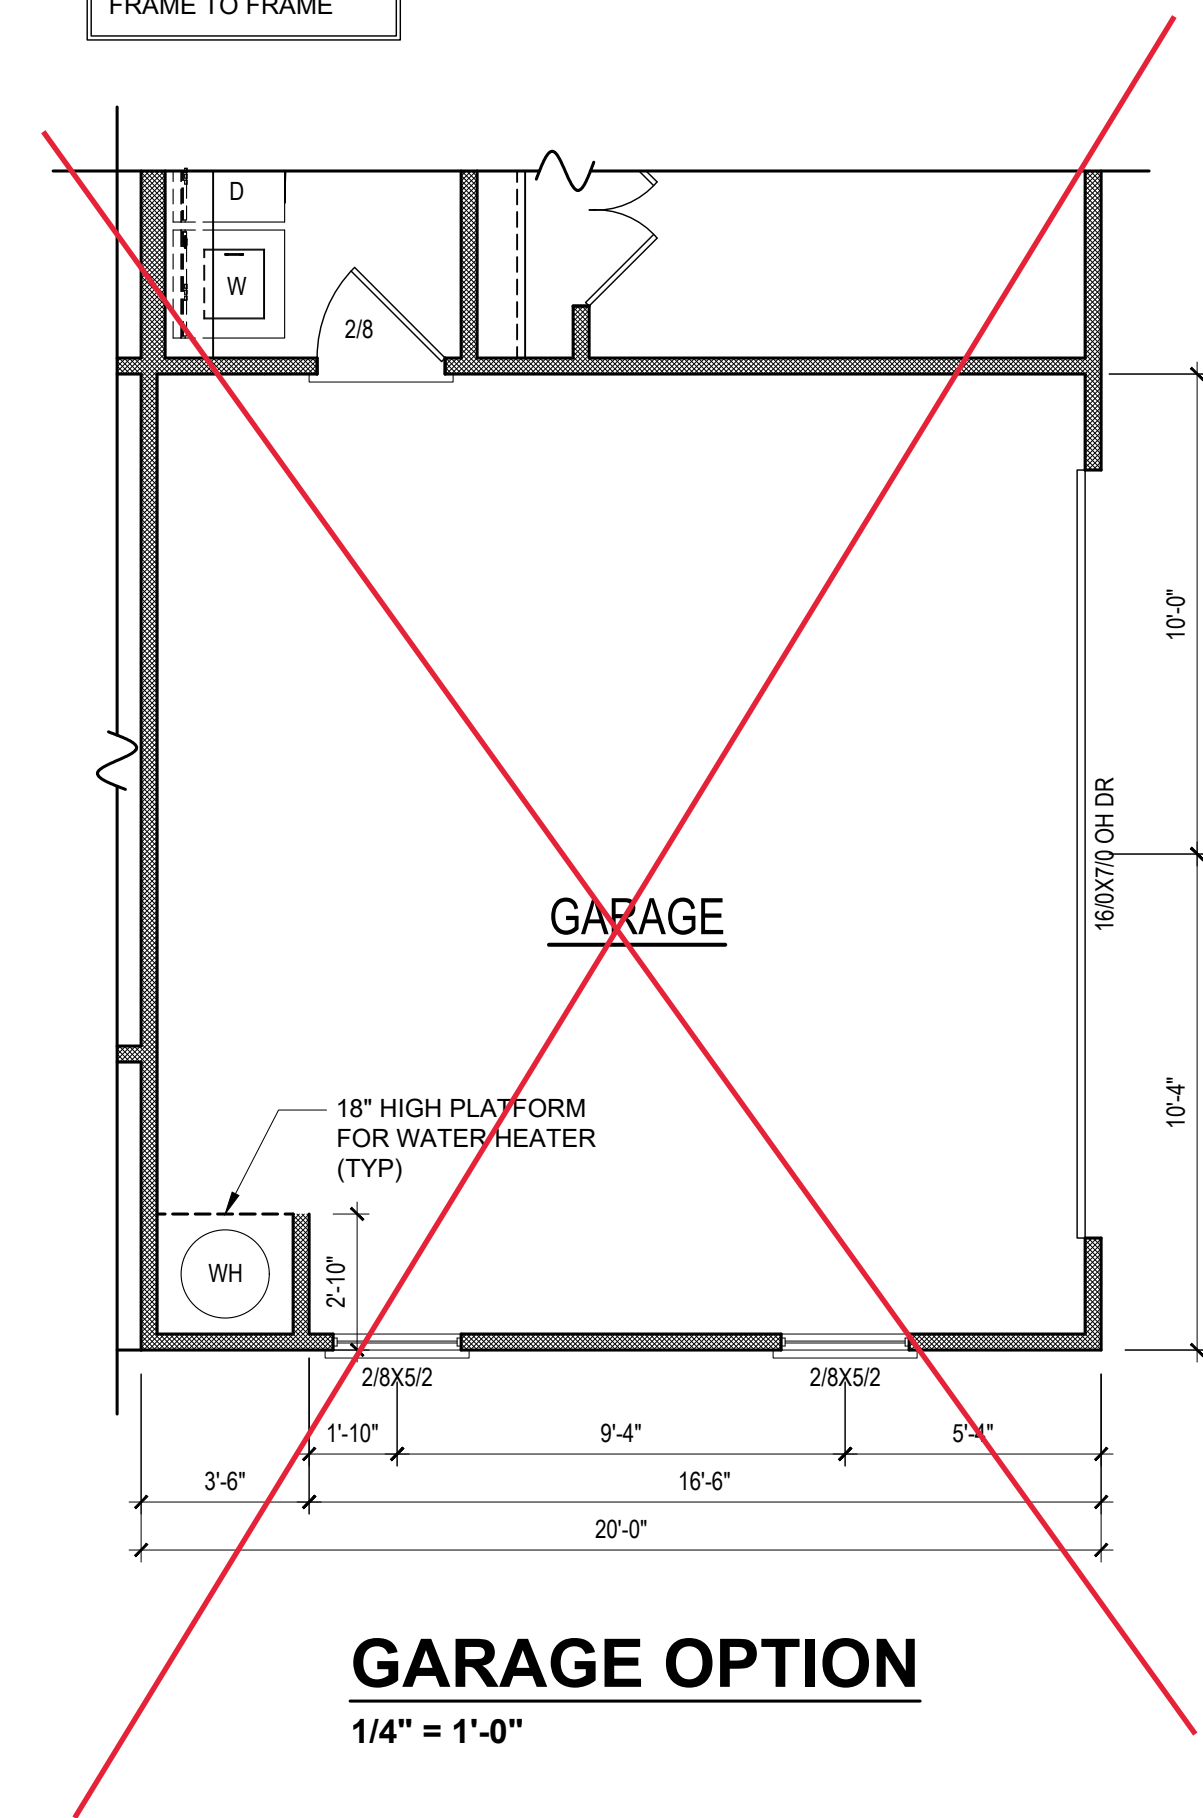 FRAME TO FRAME
D
W
2/8
10'-0"
16/0X7/0 OH DR
GARAGE
10'-4"
18" HIGH PLATFORM
FOR WATER HEATER
(TYP)
WH
2'-10"
2/8X5/2
2/8X5/2
1'-10"
9'-4"
5'-4"
3'-6"
16'-6"
20'-0"
GARAGE OPTION
1/4" = 1'-0"